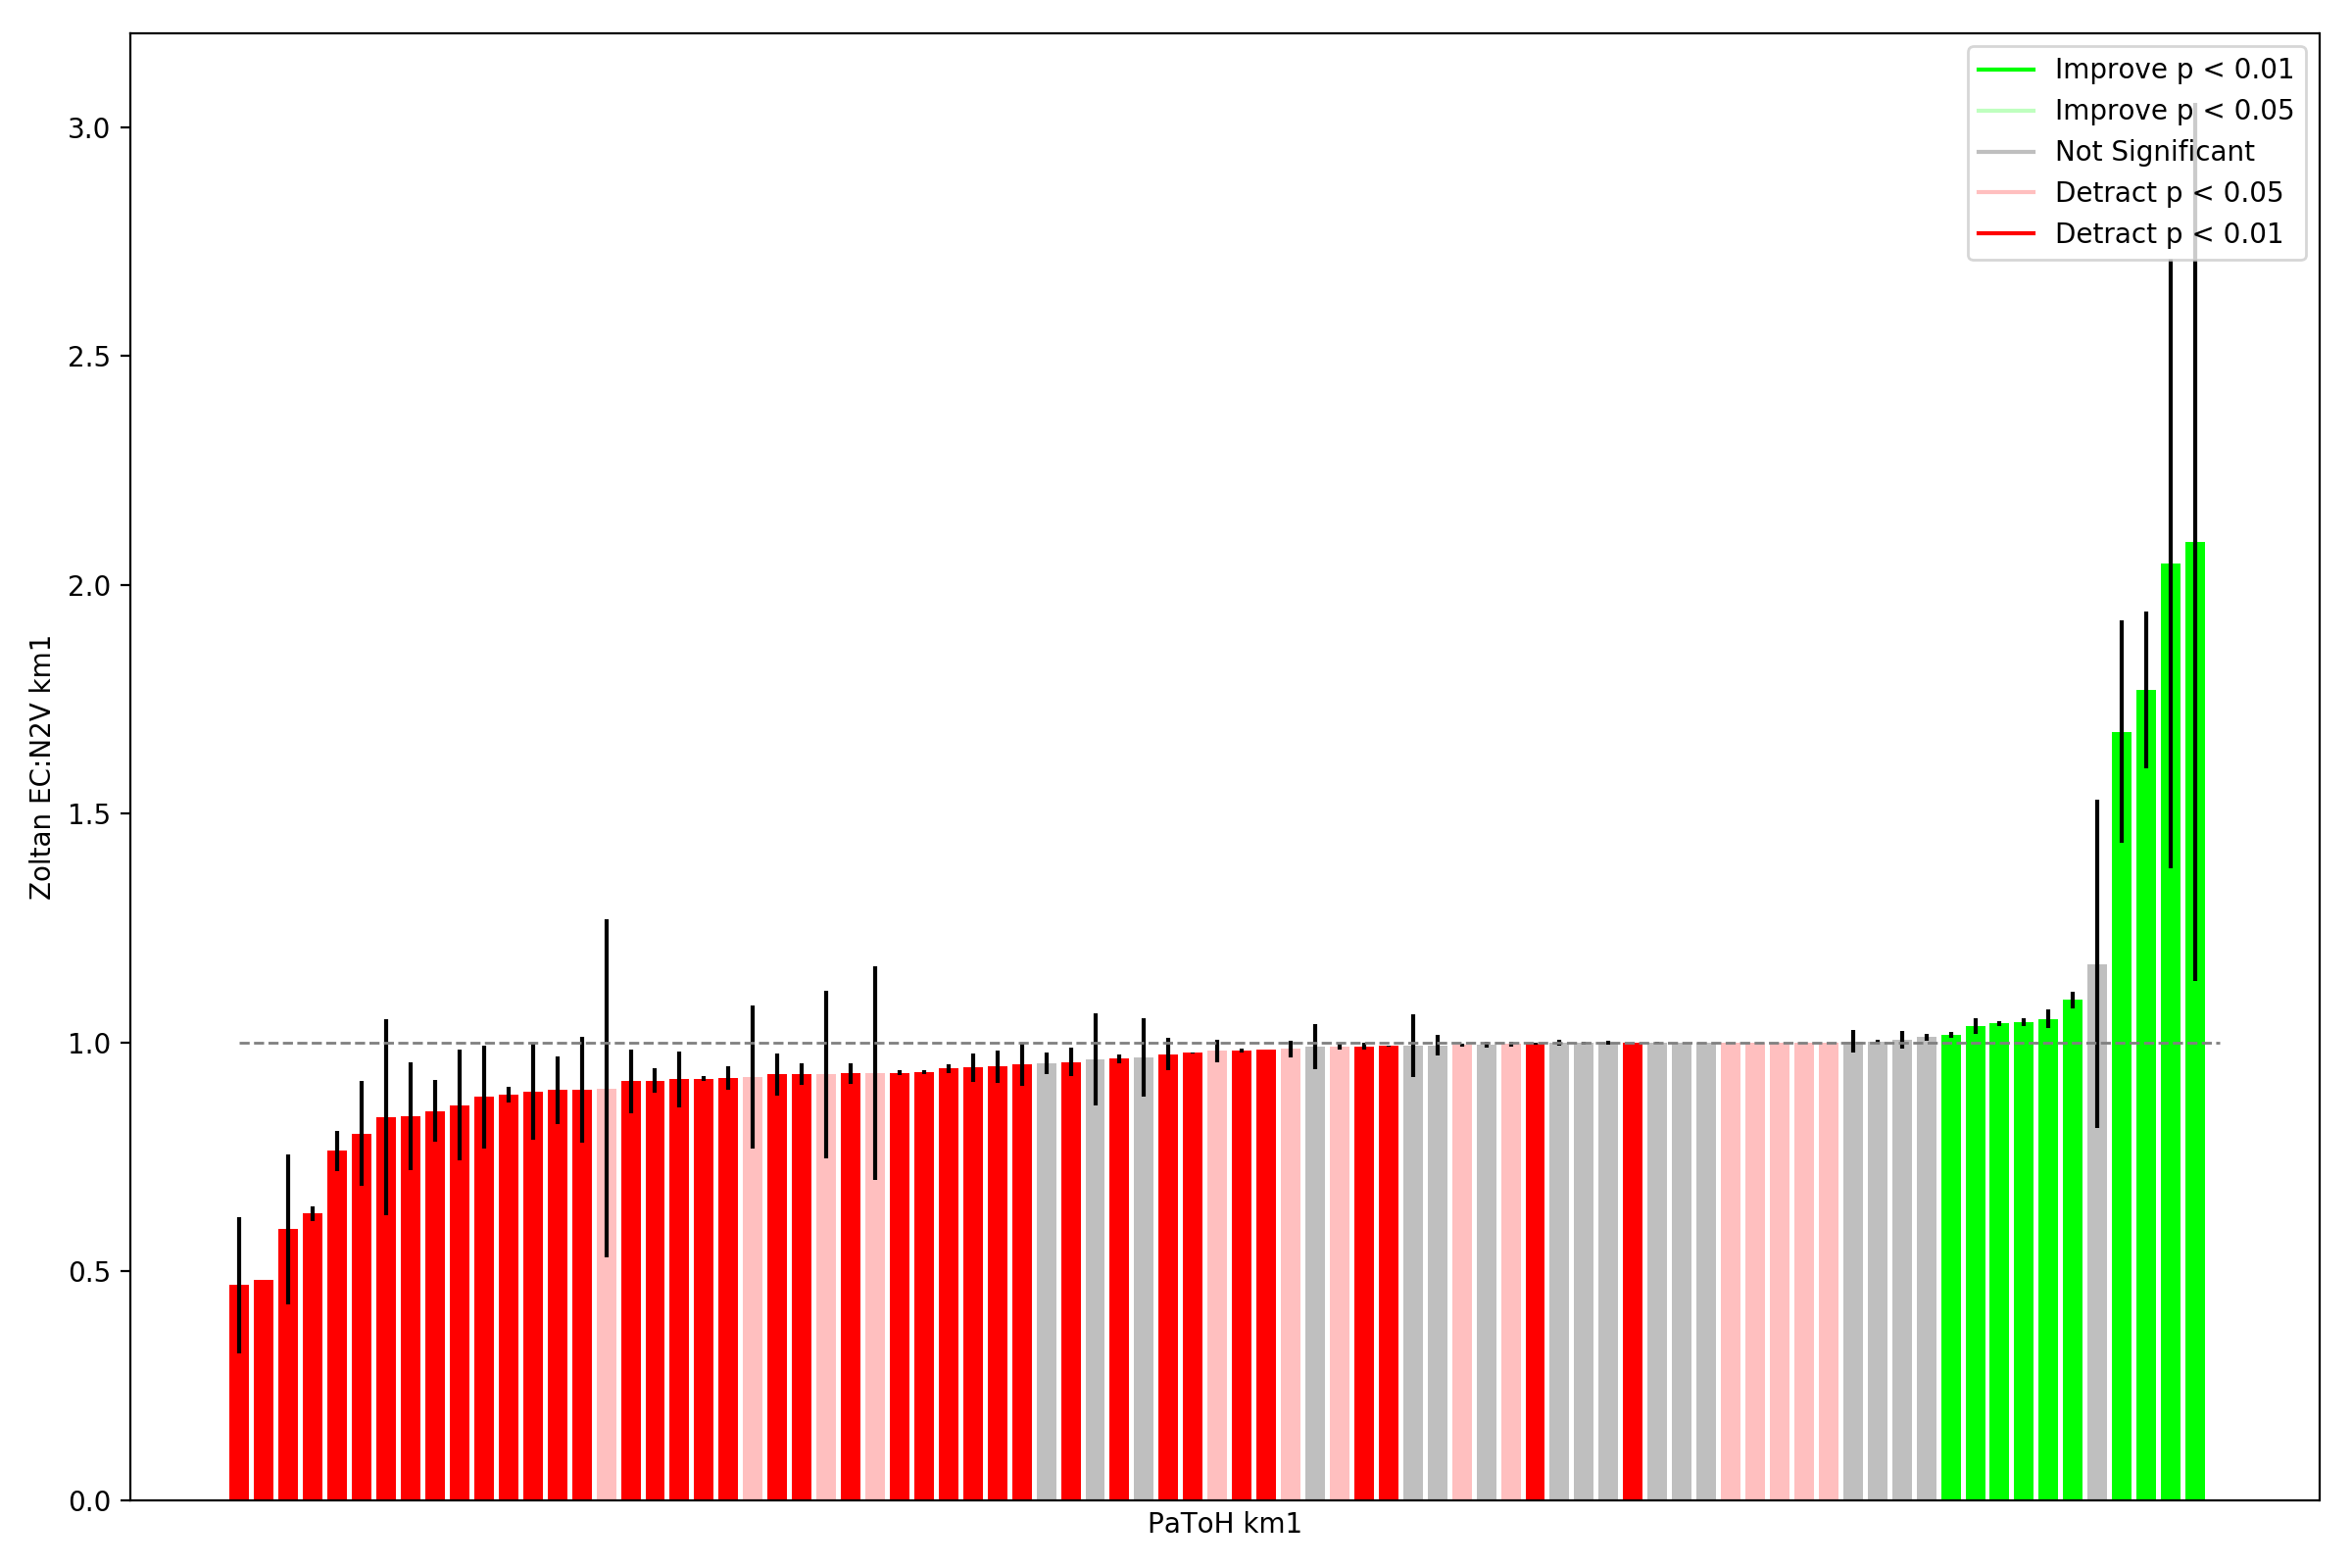 Improve p < 0.01
Improve p < 0.05
Not Significant
Detract p < 0.05
Detract p < 0.01
3.0
2.5
2.0
1.5
1.0
0.5
0.0
Zoltan EC:N2V km1
PaToH km1